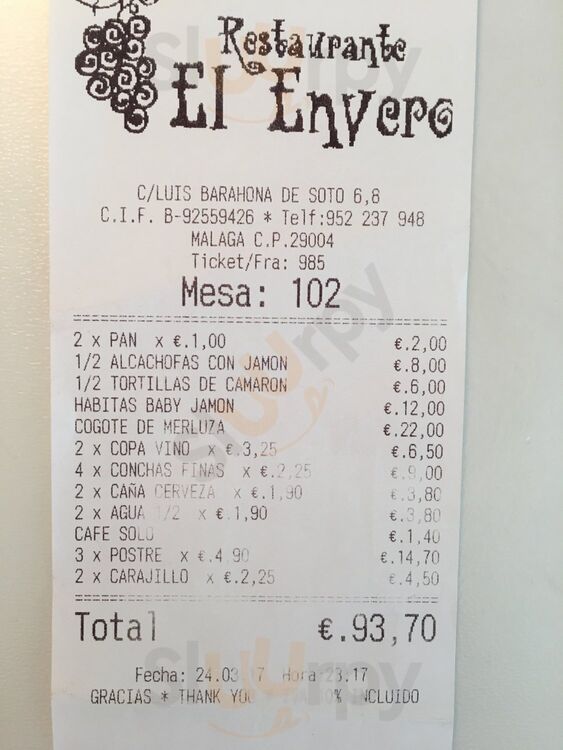 Restaurante
El Envero
C/LUIS BARAHONA DE SOTO 6,8
C.I.F. B-92559426 * Telf:952 237 948
MALAGA C.P.29004
Ticket/Fra: 985
Mesa: 102
2 x PAN x €.1,00 €.2,00
1/2 ALCACHOFAS CON JAMON €.8,00
1/2 TORTILLAS DE CAMARON €.6,00
HABITAS BABY JAMON €.12,00
COGOTE DE MERLUZA €.22,00
2 x COPA VINO x €.3,25 €.6,50
4 x CONCHAS FINAS x €.2,25 €.9,00
2 x CAÑA CERVEZA x €.1,90 €.3,80
2 x AGUA 1/2 x €.1,90 €.3,80
CAFE SOLO €.1,40
3 x POSTRE x €.4,90 €.14,70
2 x CARAJILLO x €.2,25 €.4,50
Total €.93,70
Fecha: 24.03.17 Hora 23:17
GRACIAS * THANK YOU
sluurpy
sluurpy
sluurpy